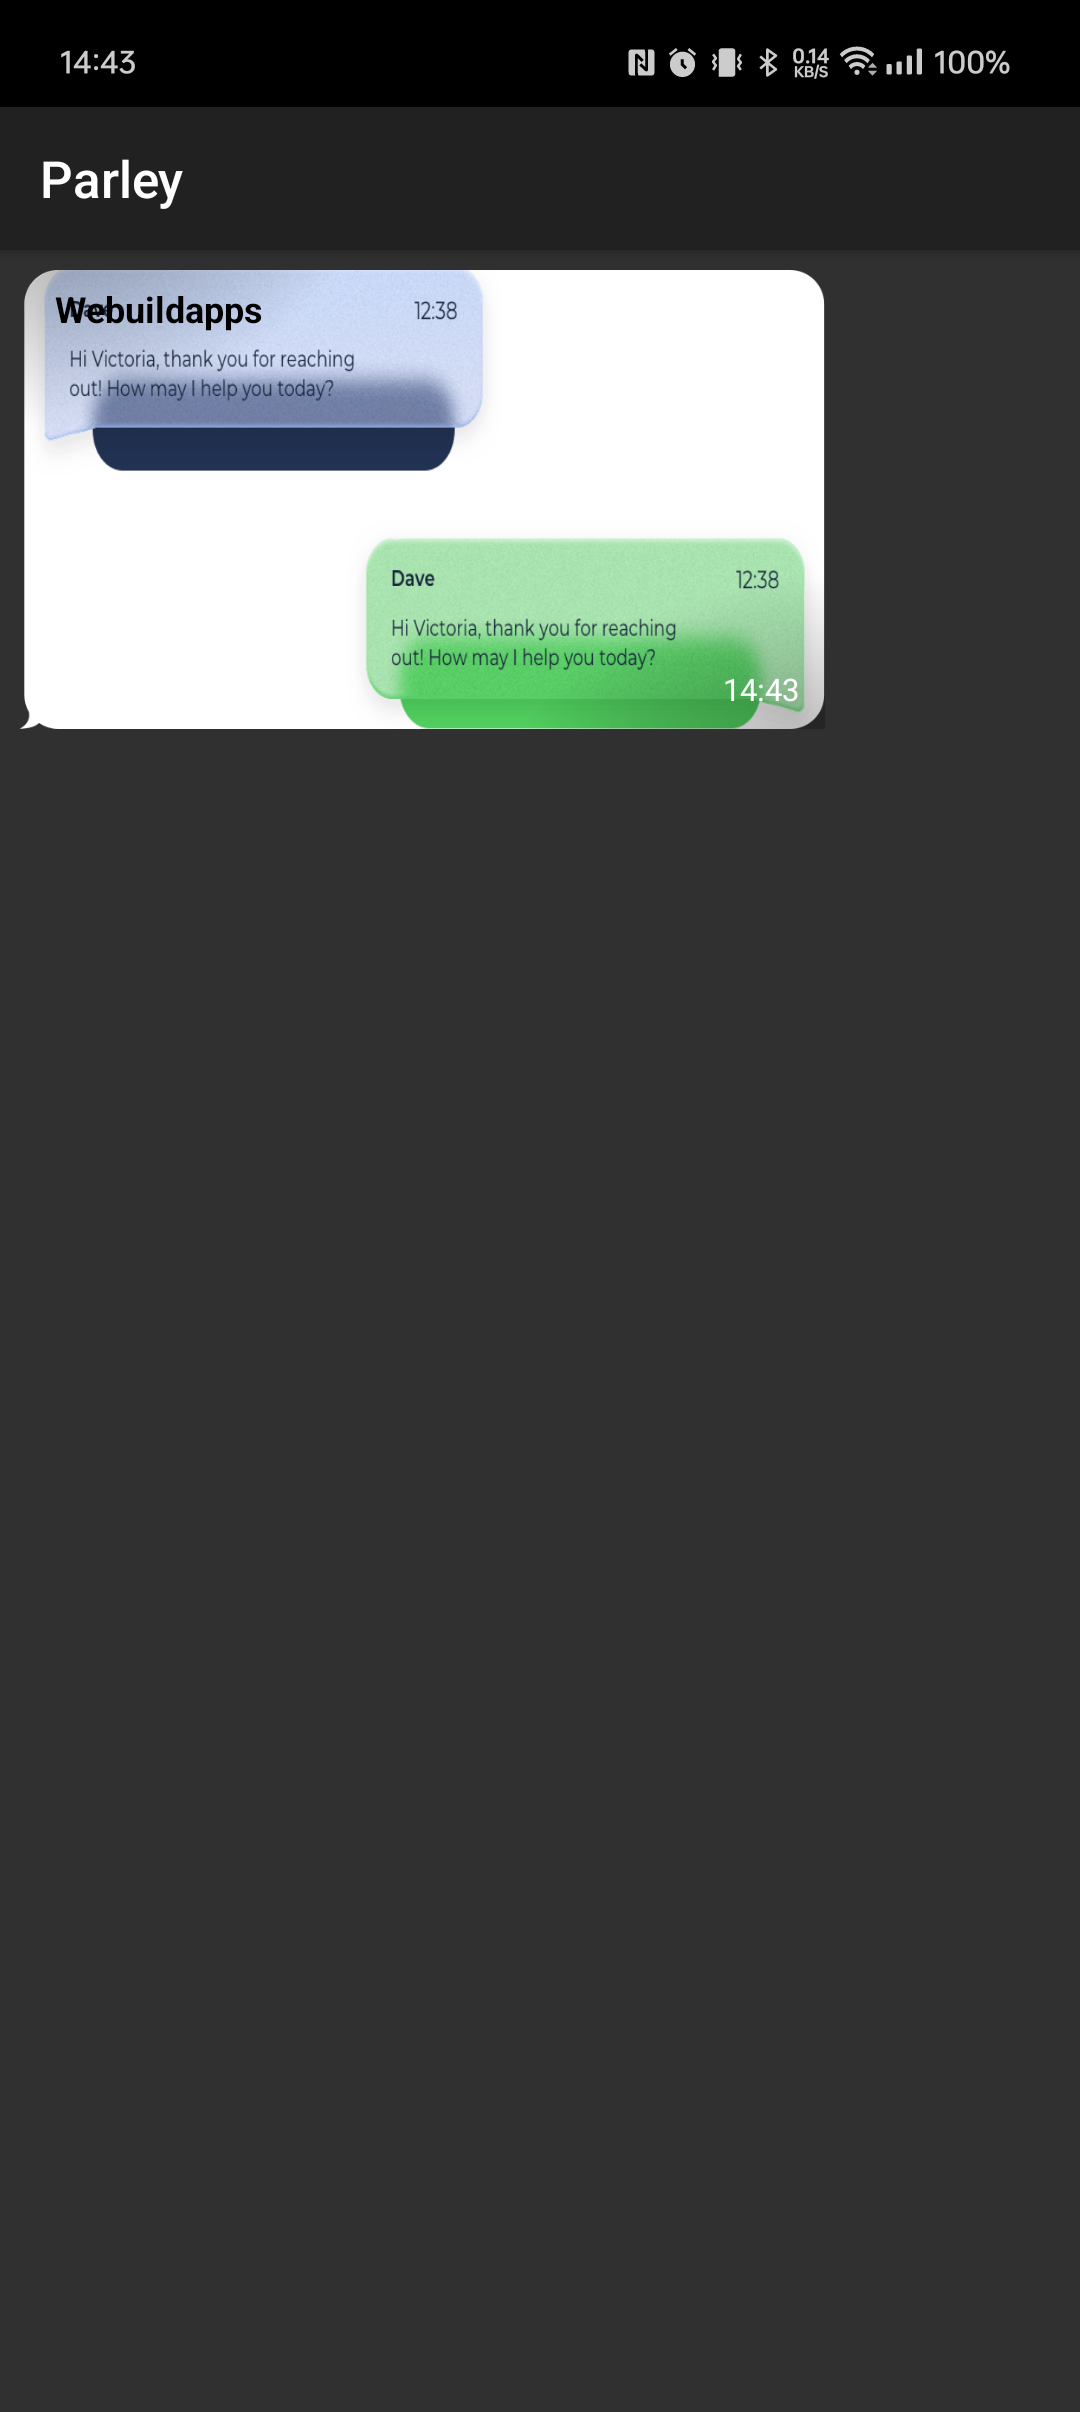 14:43 0.14 KB/S 100%
Parley
Webuildapps 12:38
Hi Victoria, thank you for reaching
out! How may I help you today?
Dave 12:38
Hi Victoria, thank you for reaching
out! How may I help you today?
14:43